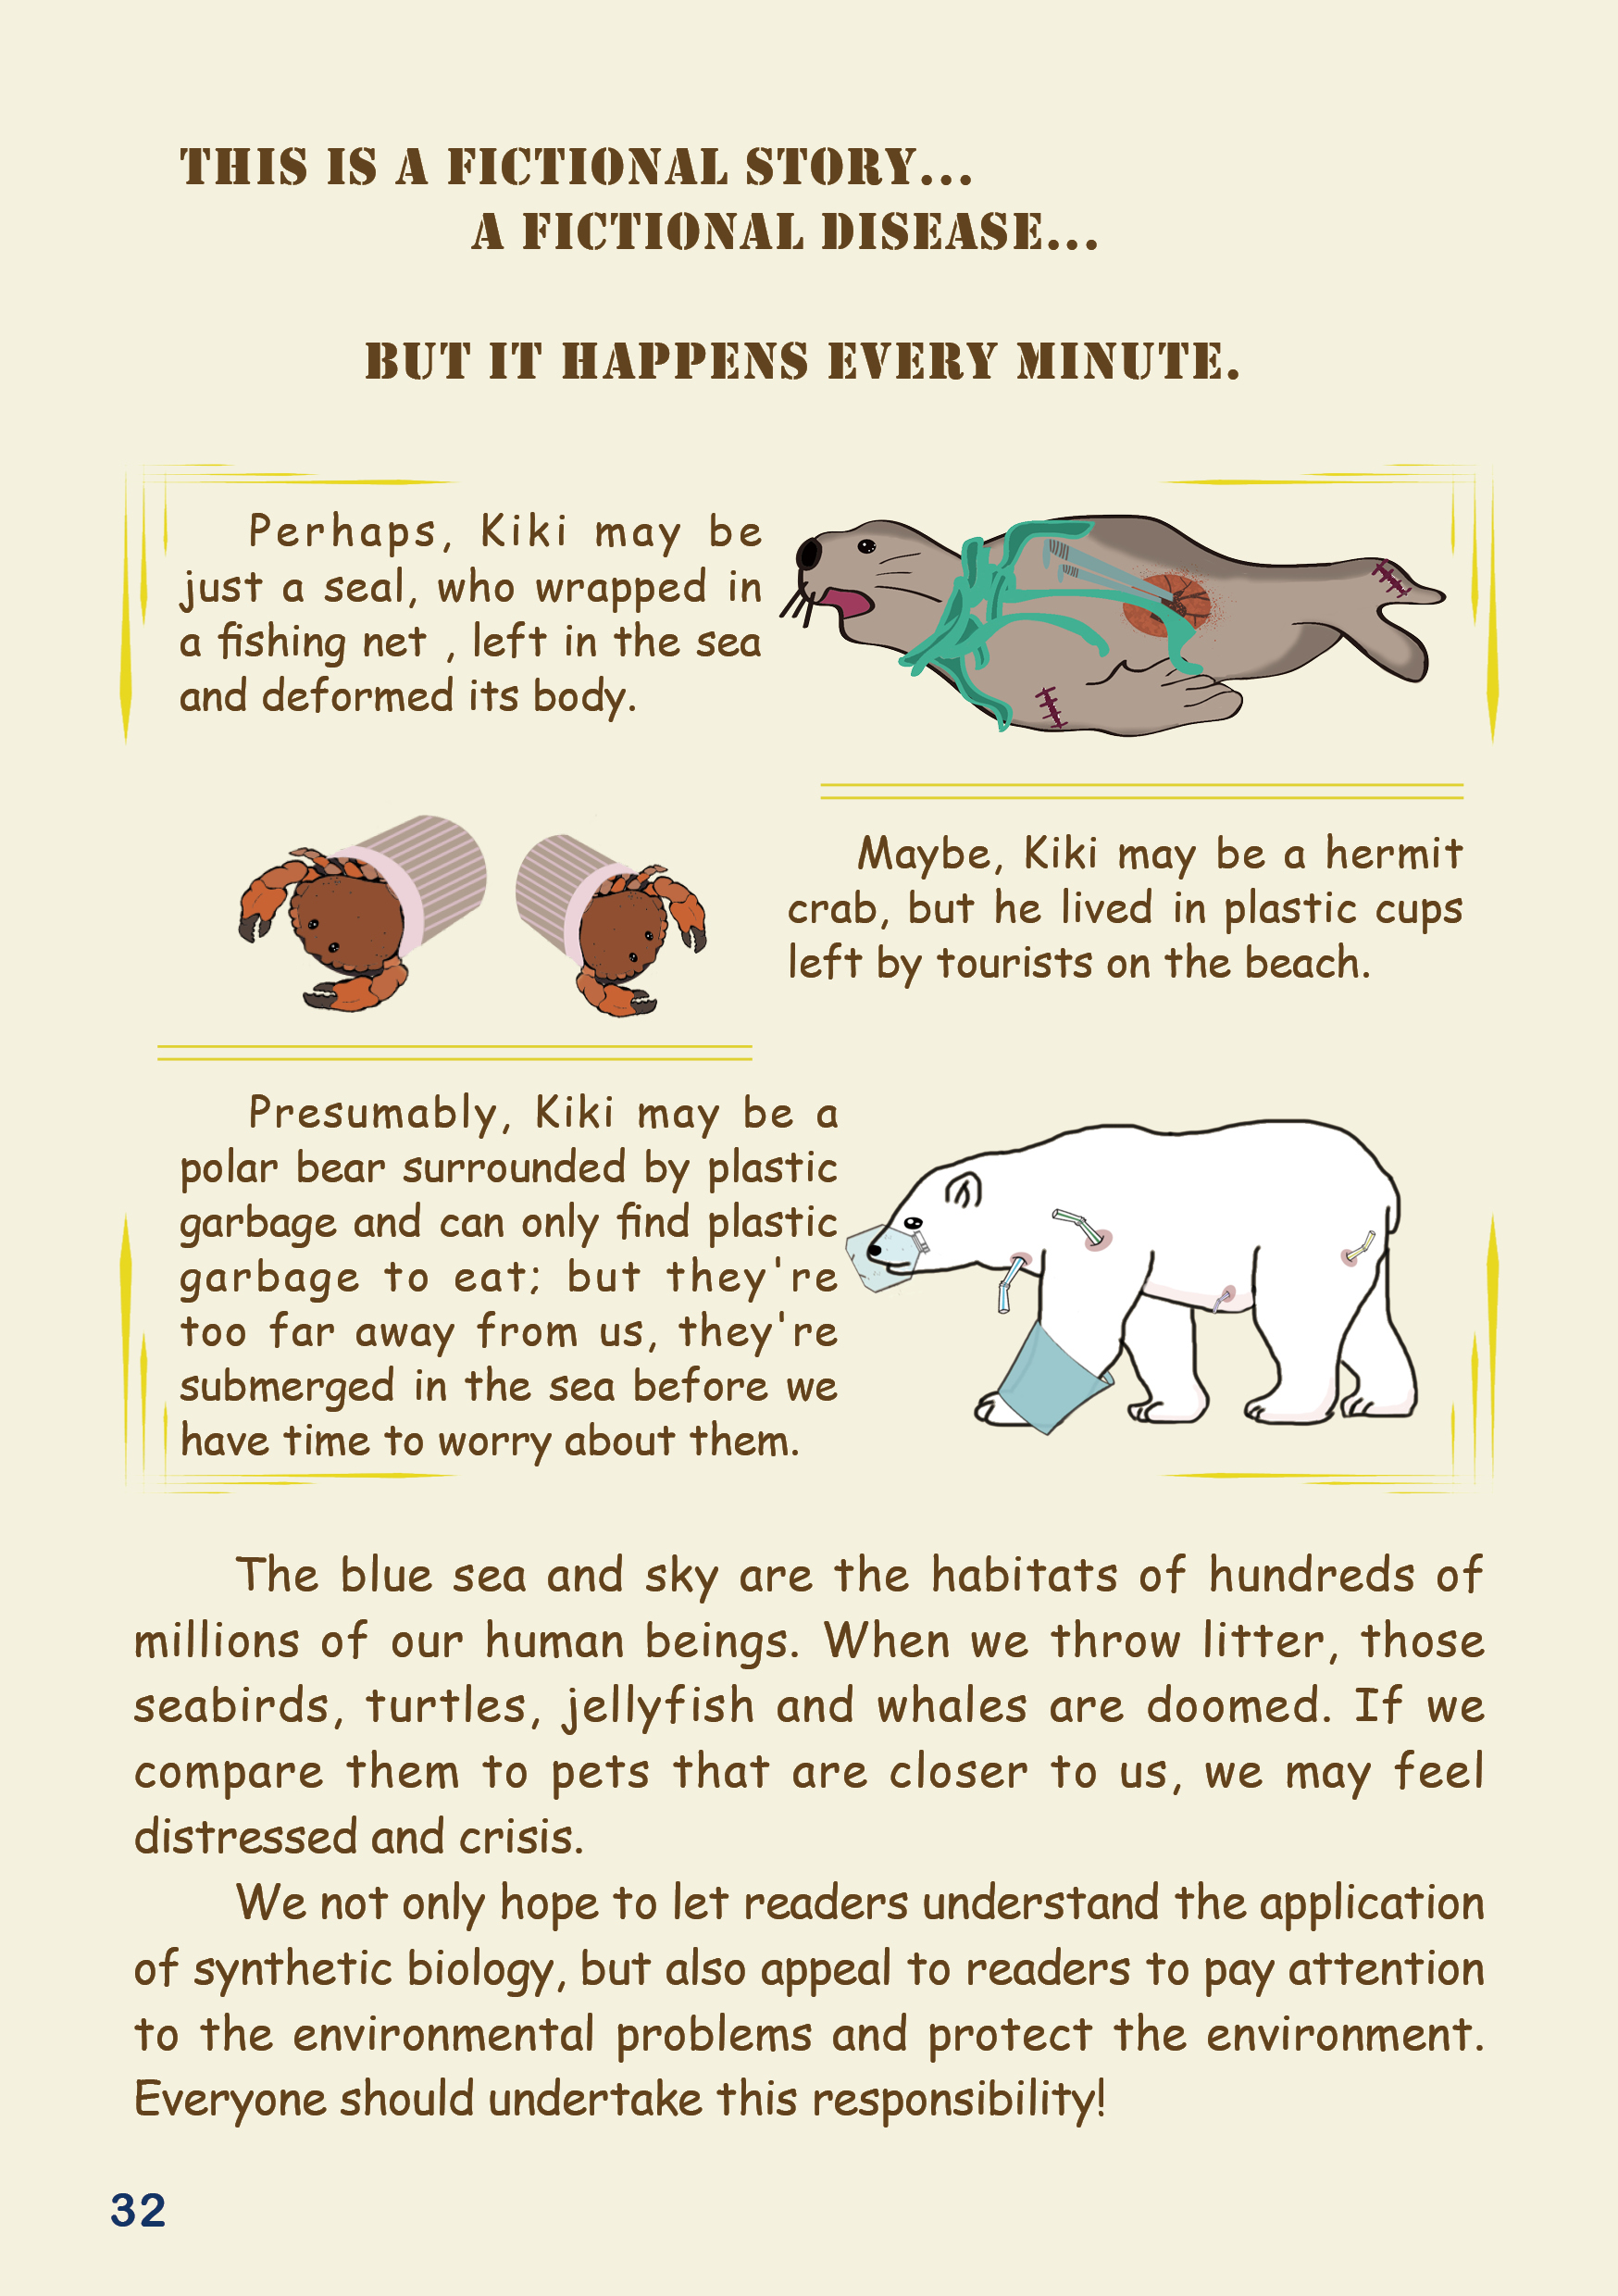 THIS IS A FICTIONAL STORY...
A FICTIONAL DISEASE...
BUT IT HAPPENS EVERY MINUTE.
Perhaps, Kiki may be
just a seal, who wrapped in
a fishing net , left in the sea
and deformed its body.
Maybe, Kiki may be a hermit
crab, but he lived in plastic cups
left by tourists on the beach.
Presumably, Kiki may be a
polar bear surrounded by plastic
garbage and can only find plastic
garbage to eat; but they're
too far away from us, they're
submerged in the sea before we
have time to worry about them.
The blue sea and sky are the habitats of hundreds of
millions of our human beings. When we throw litter, those
seabirds, turtles, jellyfish and whales are doomed. If we
compare them to pets that are closer to us, we may feel
distressed and crisis.
We not only hope to let readers understand the application
of synthetic biology, but also appeal to readers to pay attention
to the environmental problems and protect the environment.
Everyone should undertake this responsibility!
32